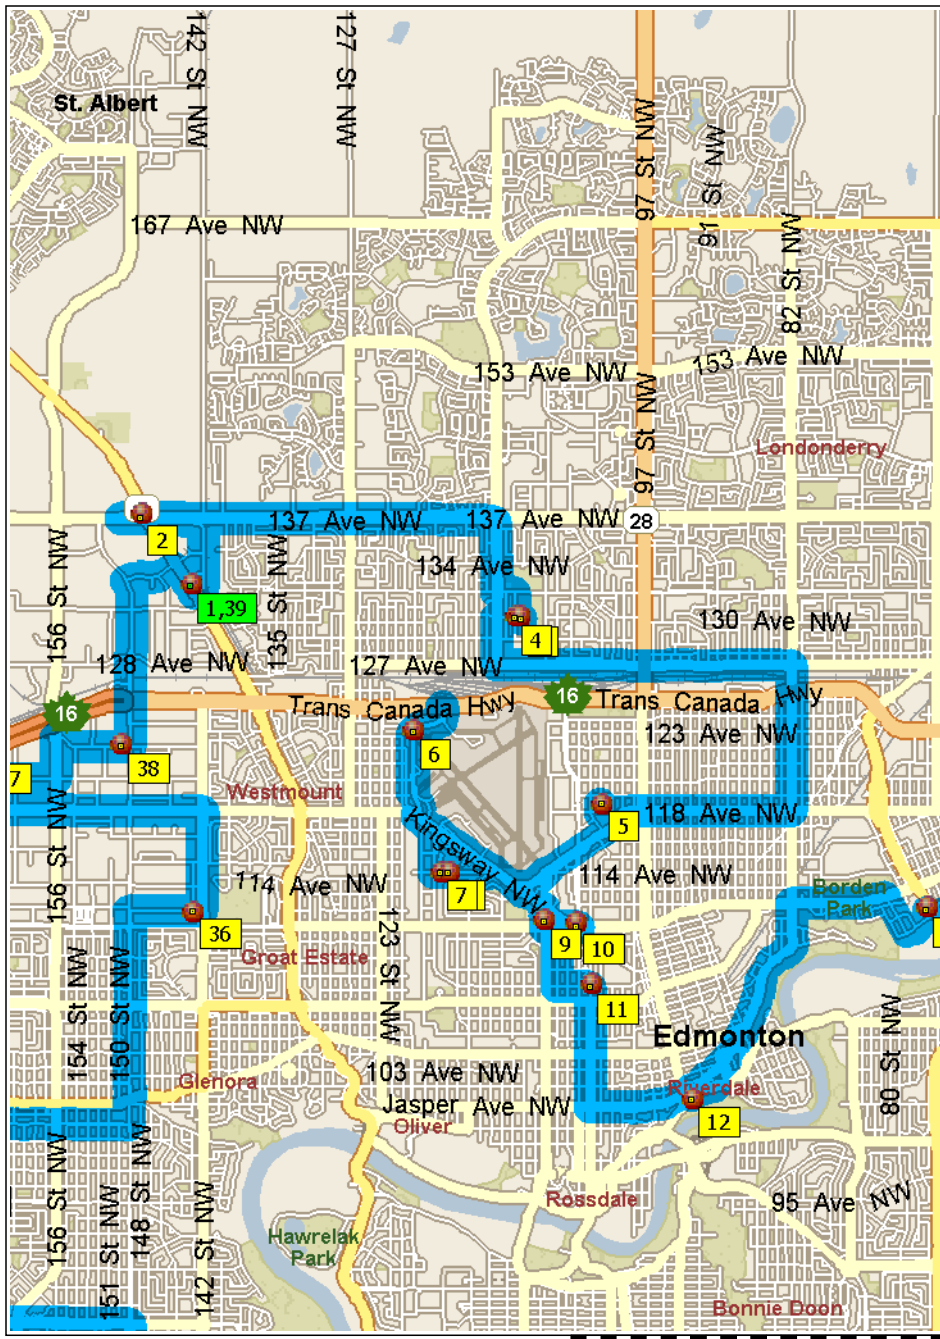 142 St NW
127 St NW
St. Albert
97 St NW
91 St NW
167 Ave NW
82 St NW
153 Ave NW
153 Ave NW
97 St NW
Londonderry
137 Ave NW
137 Ave NW
28
2
156 St NW
135 St NW
134 Ave NW
1,39
4
130 Ave NW
128 Ave NW
127 Ave NW
16
16
Trans Canada Hwy
Trans Canada Hwy
123 Ave NW
6
38
7
Westmount
156 St NW
Kingsway NW
5
118 Ave NW
114 Ave NW
114 Ave NW
7
Borden
Park
36
9
10
123 St NW
Groat Estate
154 St NW
150 St NW
11
Edmonton
80 St NW
103 Ave NW
Glenora
Riverdale
Jasper Ave NW
Oliver
12
156 St NW
148 St NW
151 St NW
142 St NW
Rossdale
95 Ave NW
Hawrelak
Park
Bonnie Doon